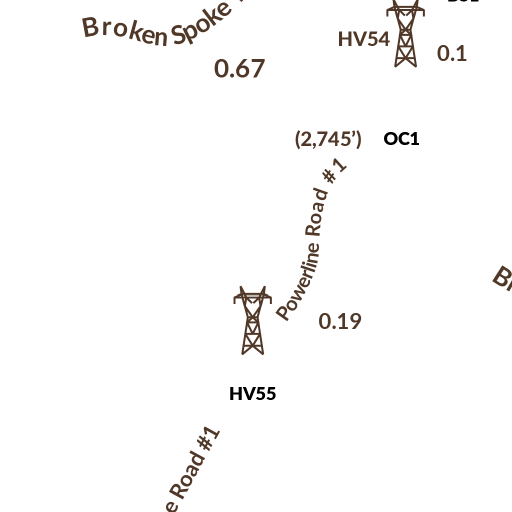 Broken Spoke
HV54
0.1
0.67
(2,745’)
OC1
Powerline Road #1
0.19
HV55
e Road #1